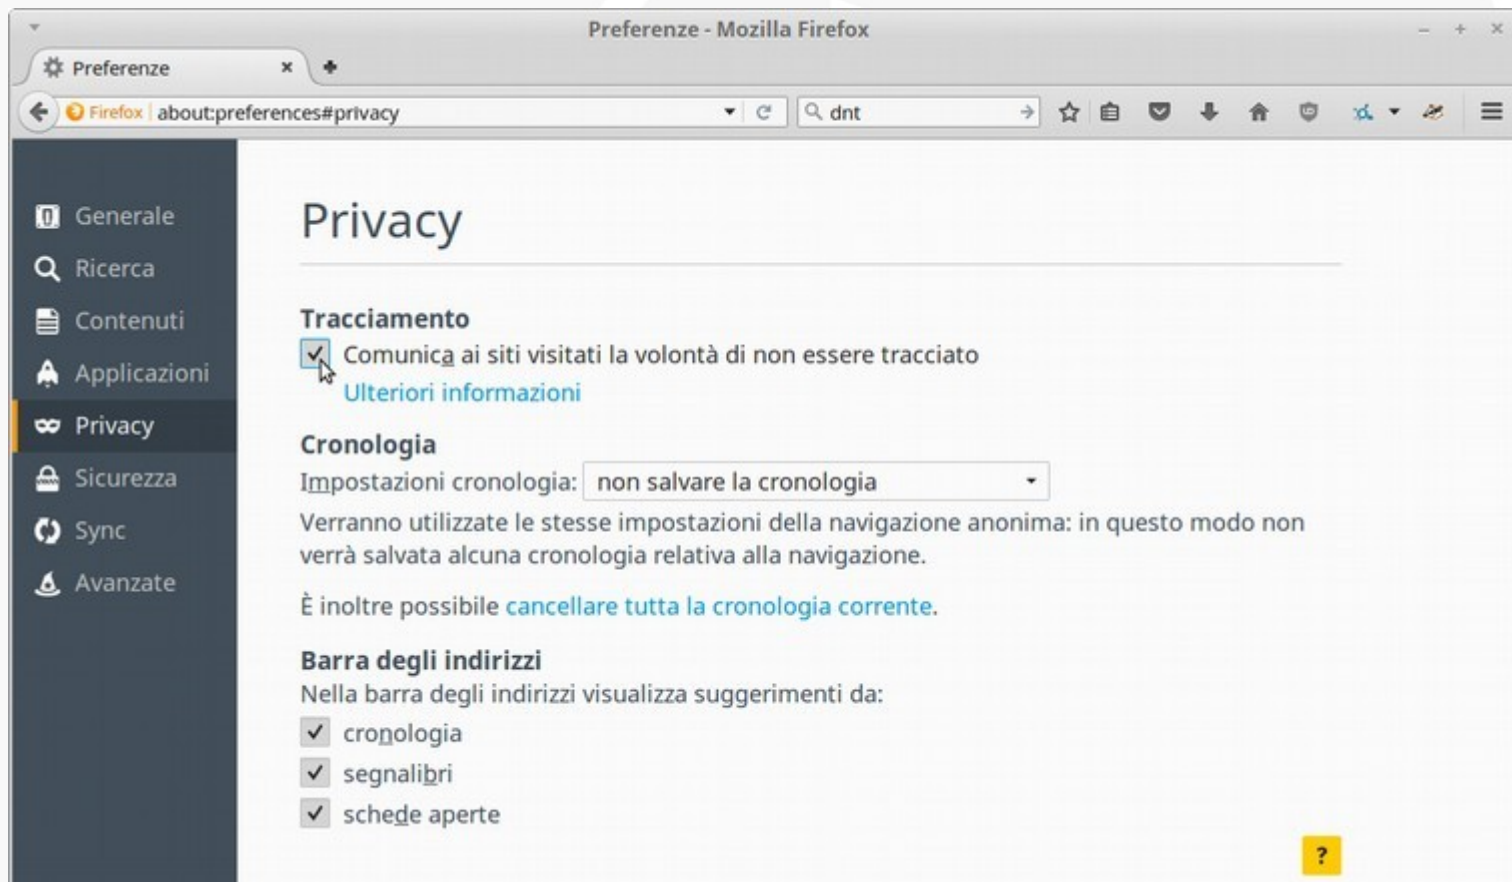 Preferenze - Mozilla Firefox
Preferenze
Firefox about:preferences#privacy dnt
Generale
Ricerca
Contenuti
Applicazioni
Privacy
Sicurezza
Sync
Avanzate
Privacy
Tracciamento
Comunica ai siti visitati la volontà di non essere tracciato
Ulteriori informazioni
Cronologia
Impostazioni cronologia: non salvare la cronologia
Verranno utilizzate le stesse impostazioni della navigazione anonima: in questo modo non
verrà salvata alcuna cronologia relativa alla navigazione.
È inoltre possibile cancellare tutta la cronologia corrente.
Barra degli indirizzi
Nella barra degli indirizzi visualizza suggerimenti da:
cronologia
segnalibri
schede aperte
?